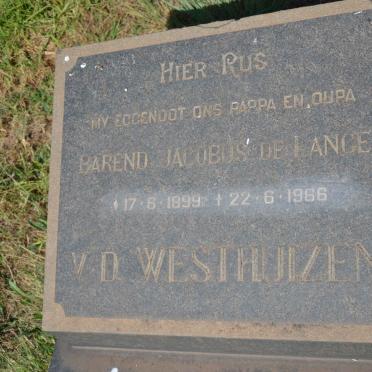 HIER RUS
MY EGGENOOT ONS PAPPA EN OUPA
BAREND JACOBUS DE LANGE
* 17-6-1899 † 22-6-1966
V.D. WESTHUIZEN